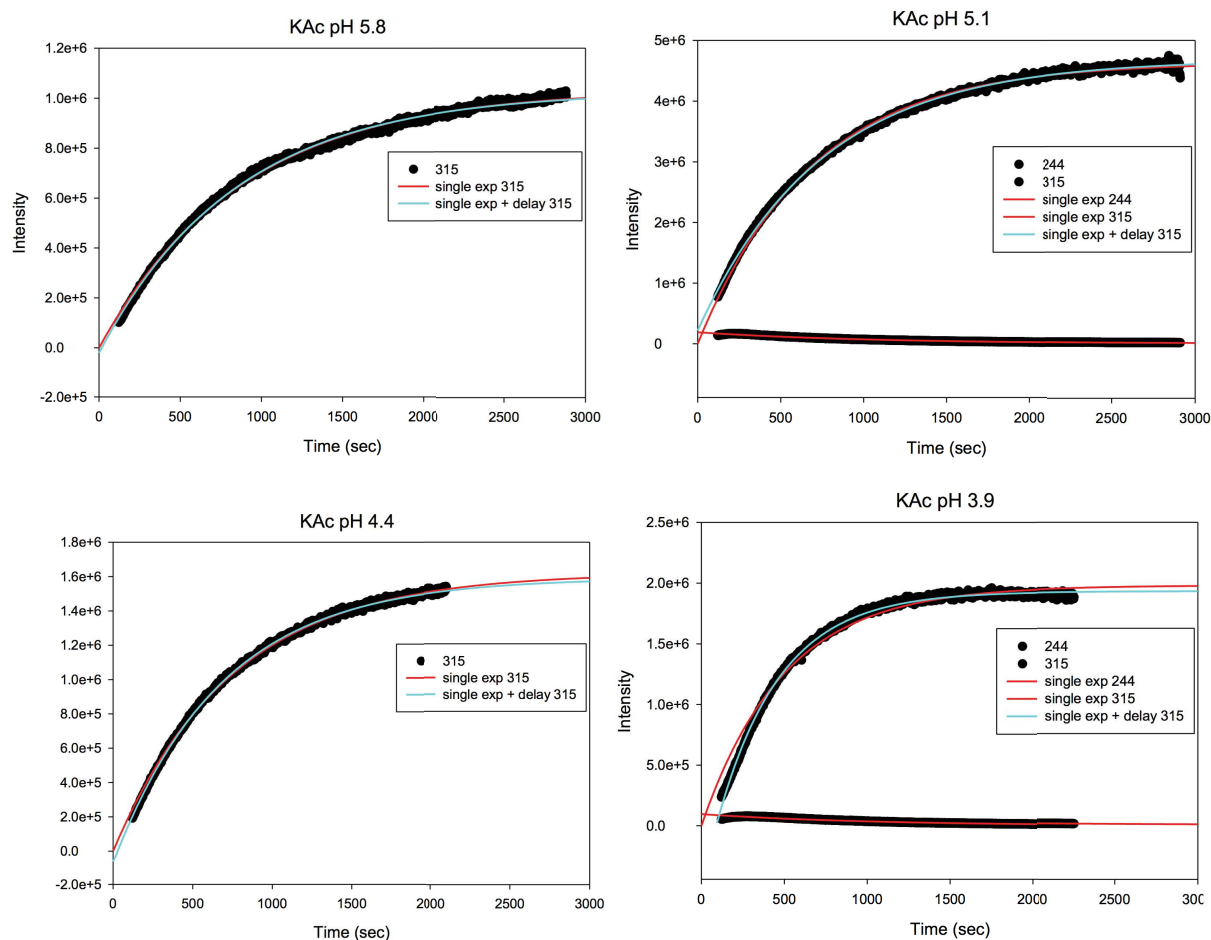 KAc pH 5.8
1.2e+6
1.0e+6
8.0e+5
6.0e+5
4.0e+5
2.0e+5
0.0
-2.0e+5
Intensity
0 500 1000 1500 2000 2500 3000
Time (sec)
315
single exp 315
single exp + delay 315
KAc pH 5.1
5e+6
4e+6
3e+6
2e+6
1e+6
0
Intensity
0 500 1000 1500 2000 2500 3000
Time (sec)
244
315
single exp 244
single exp 315
single exp + delay 315
KAc pH 4.4
1.8e+6
1.6e+6
1.4e+6
1.2e+6
1.0e+6
8.0e+5
6.0e+5
4.0e+5
2.0e+5
0.0
-2.0e+5
Intensity
0 500 1000 1500 2000 2500 3000
Time (sec)
315
single exp 315
single exp + delay 315
KAc pH 3.9
2.5e+6
2.0e+6
1.5e+6
1.0e+6
5.0e+5
0.0
Intensity
0 500 1000 1500 2000 2500 3000
Time (sec)
244
315
single exp 244
single exp 315
single exp + delay 315